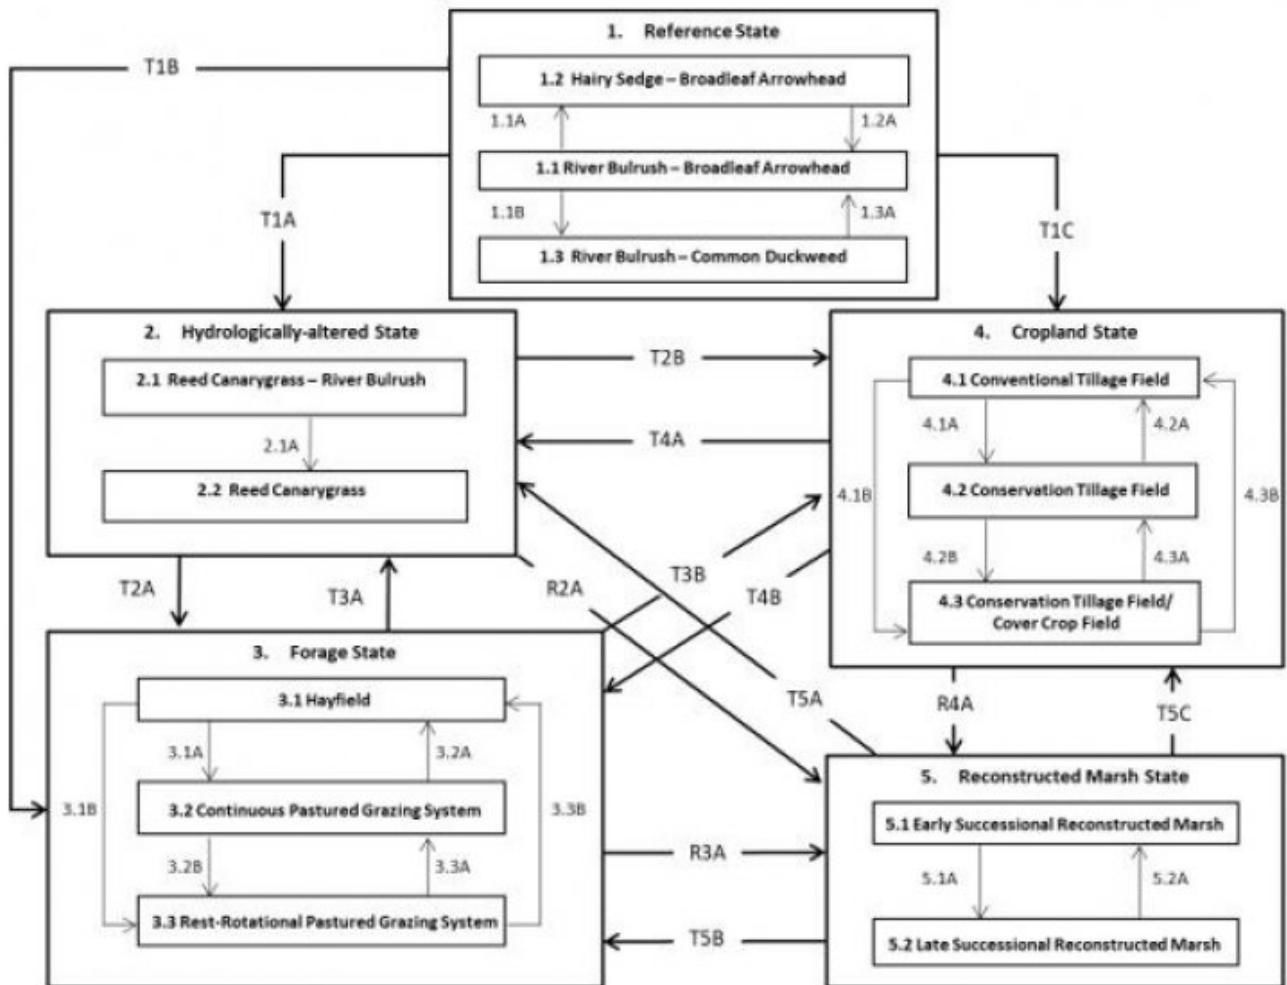 1. Reference State
T1B
1.2 Hairy Sedge – Broadleaf Arrowhead
1.1A
1.2A
1.1 River Bulrush – Broadleaf Arrowhead
1.1B
1.3A
1.3 River Bulrush – Common Duckweed
T1A
T1C
2. Hydrologically-altered State
2.1 Reed Canarygrass – River Bulrush
2.1A
2.2 Reed Canarygrass
T2B
T4A
4. Cropland State
4.1 Conventional Tillage Field
4.1A
4.2A
4.1B
4.2 Conservation Tillage Field
4.3B
4.2B
4.3A
4.3 Conservation Tillage Field/
Cover Crop Field
T2A
T3A
R2A
T3B
T4B
T5A
R4A
T5C
3. Forage State
3.1 Hayfield
3.1A
3.2A
3.1B
3.2 Continuous Pastured Grazing System
3.3B
3.2B
3.3A
3.3 Rest-Rotational Pastured Grazing System
R3A
T5B
5. Reconstructed Marsh State
5.1 Early Successional Reconstructed Marsh
5.1A
5.2A
5.2 Late Successional Reconstructed Marsh